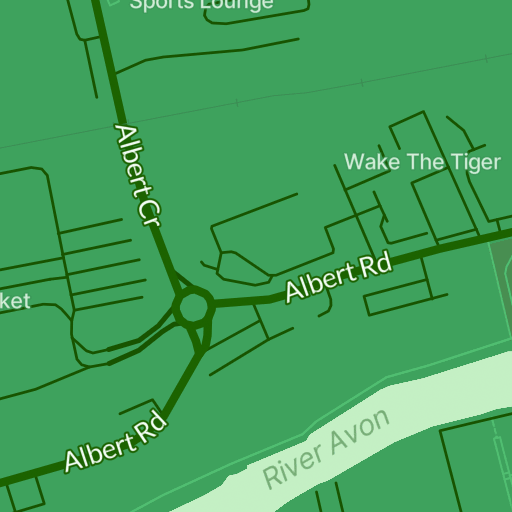 Sports Lounge
Albert Cr
Wake The Tiger
Albert Rd
ket
Albert Rd
River Avon